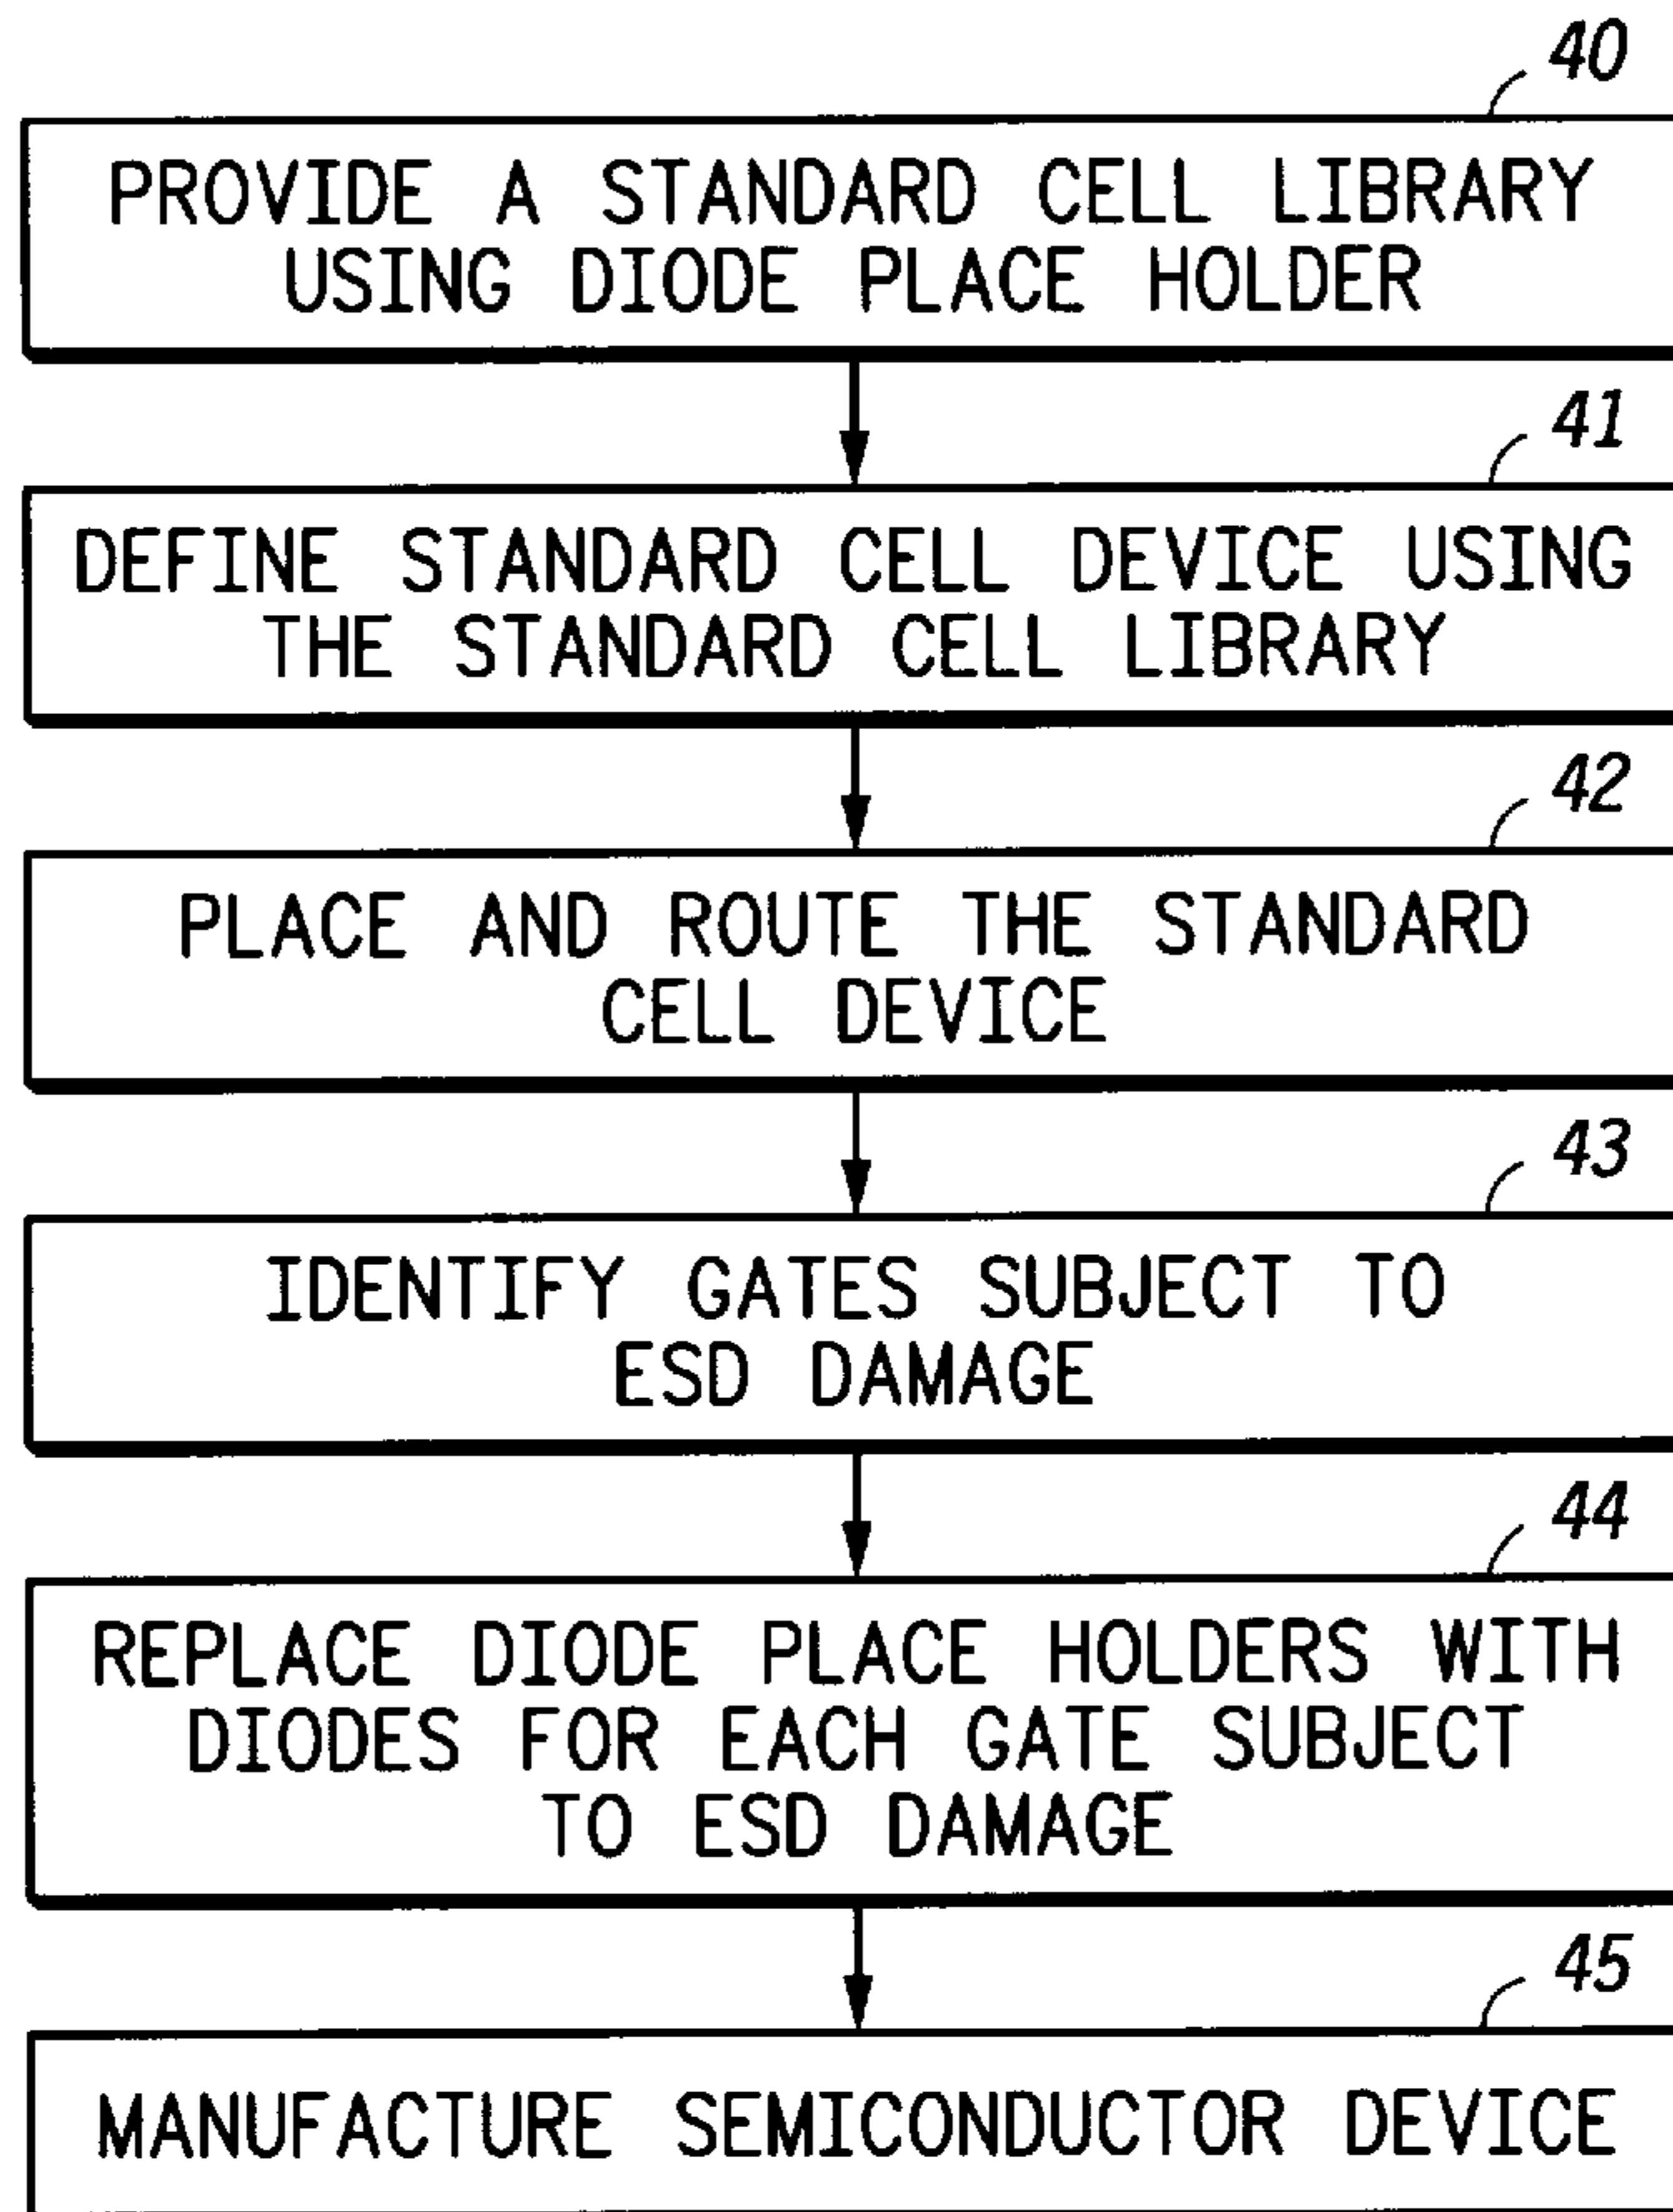 40
PROVIDE A STANDARD CELL LIBRARY
USING DIODE PLACE HOLDER
41
DEFINE STANDARD CELL DEVICE USING
THE STANDARD CELL LIBRARY
42
PLACE AND ROUTE THE STANDARD
CELL DEVICE
43
IDENTIFY GATES SUBJECT TO
ESD DAMAGE
44
REPLACE DIODE PLACE HOLDERS WITH
DIODES FOR EACH GATE SUBJECT
TO ESD DAMAGE
45
MANUFACTURE SEMICONDUCTOR DEVICE